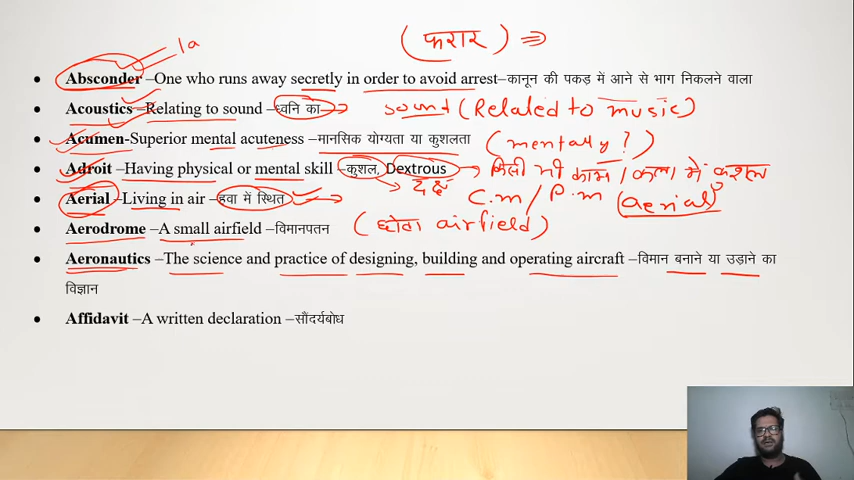 1a
(फरार) ⇒
• Absconder –One who runs away secretly in order to avoid arrest-कानून की पकड़ में आने से भाग निकलने वाला
• Acoustics –Relating to sound –ध्वनि का → sound (Related to music)
• Acumen-Superior mental acuteness –मानसिक योग्यता या कुशलता (mentally ?)
• Adroit –Having physical or mental skill –कुशल, Dextrous → किसी भी काम / कला में कुशल
दक्ष
• Aerial –Living in air –हवा में स्थित → C.m / P.m (aerial)
• Aerodrome –A small airfield –विमानपतन (छोटा airfield)
• Aeronautics –The science and practice of designing, building and operating aircraft –विमान बनाने या उड़ाने का
विज्ञान
• Affidavit –A written declaration –सौंदर्यबोध